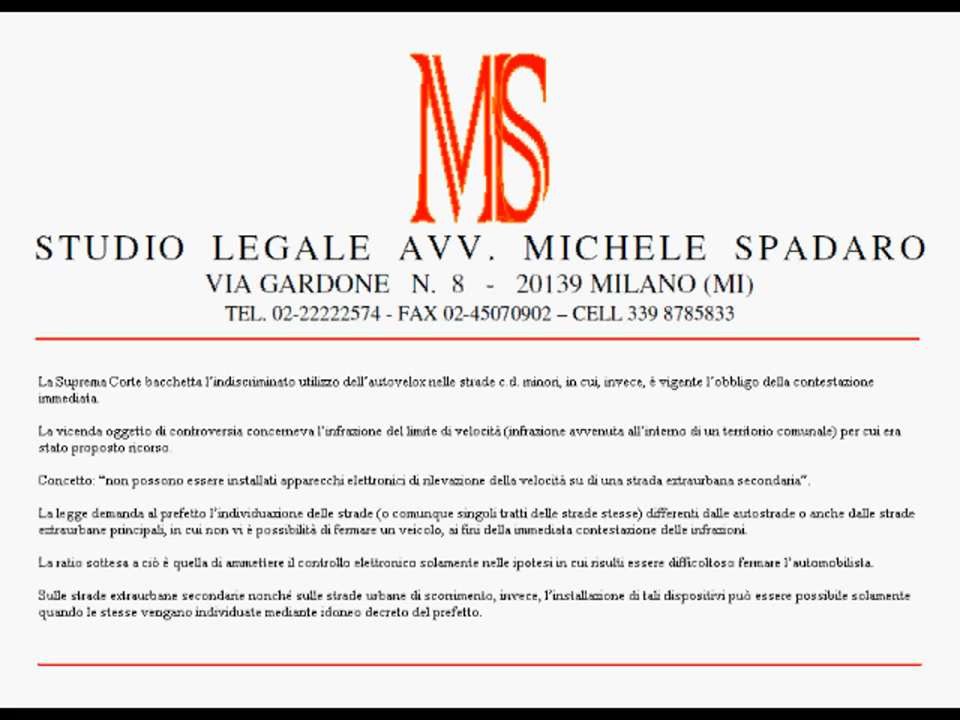 MS
STUDIO LEGALE AVV. MICHELE SPADARO
VIA GARDONE N. 8 - 20139 MILANO (MI)
TEL. 02-22222574 - FAX 02-45070902 – CELL 339 8785833
La Suprema Corte bacchetta l'indiscriminato utilizzo dell'autovelox nelle strade c.d. minori, in cui, invece, è vigente l'obbligo della contestazione
immediata.
La vicenda oggetto di controversia concerneva l'infrazione del limite di velocità (infrazione avvenuta all'interno di un territorio comunale) per cui era
stato proposto ricorso.
Concetto: "non possono essere installati apparecchi elettronici di rilevazione della velocità su di una strada extraurbana secondaria".
La legge demanda al prefetto l'individuazione delle strade (o comunque singoli tratti delle strade stesse) differenti dalle autostrade o anche dalle strade
extraurbane principali, in cui non vi è possibilità di fermare un veicolo, ai fini della immediata contestazione delle infrazioni.
La ratio sottesa a ciò è quella di ammettere il controllo elettronico solamente nelle ipotesi in cui risulti essere difficoltoso fermare l'automobilista.
Sulle strade extraurbane secondarie nonché sulle strade urbane di scorrimento, invece, l'installazione di tali dispositivi può essere possibile solamente
quando le stesse vengano individuate mediante idoneo decreto del prefetto.